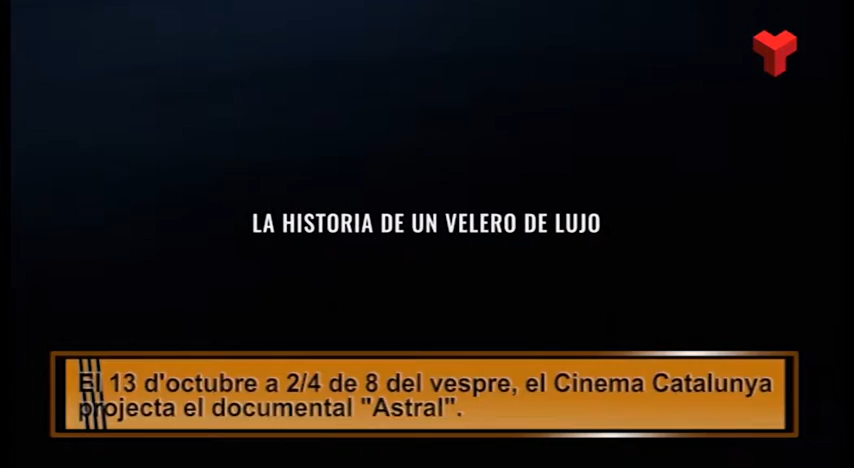 LA HISTORIA DE UN VELERO DE LUJO
El 13 d'octubre a 2/4 de 8 del vespre, el Cinema Catalunya
projecta el documental "Astral".